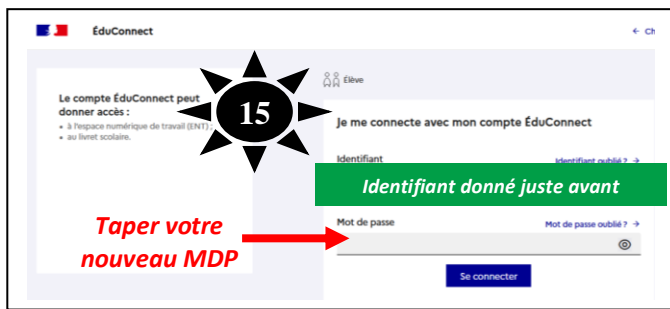 ÉduConnect
← Ch
Élève
Le compte ÉduConnect peut
donner accès :
• à l'espace numérique de travail (ENT) ;
• au livret scolaire.
15
Je me connecte avec mon compte ÉduConnect
Identifiant
Identifiant oublié ? →
Identifiant donné juste avant
Taper votre
nouveau MDP
Mot de passe
Mot de passe oublié ? →
Se connecter